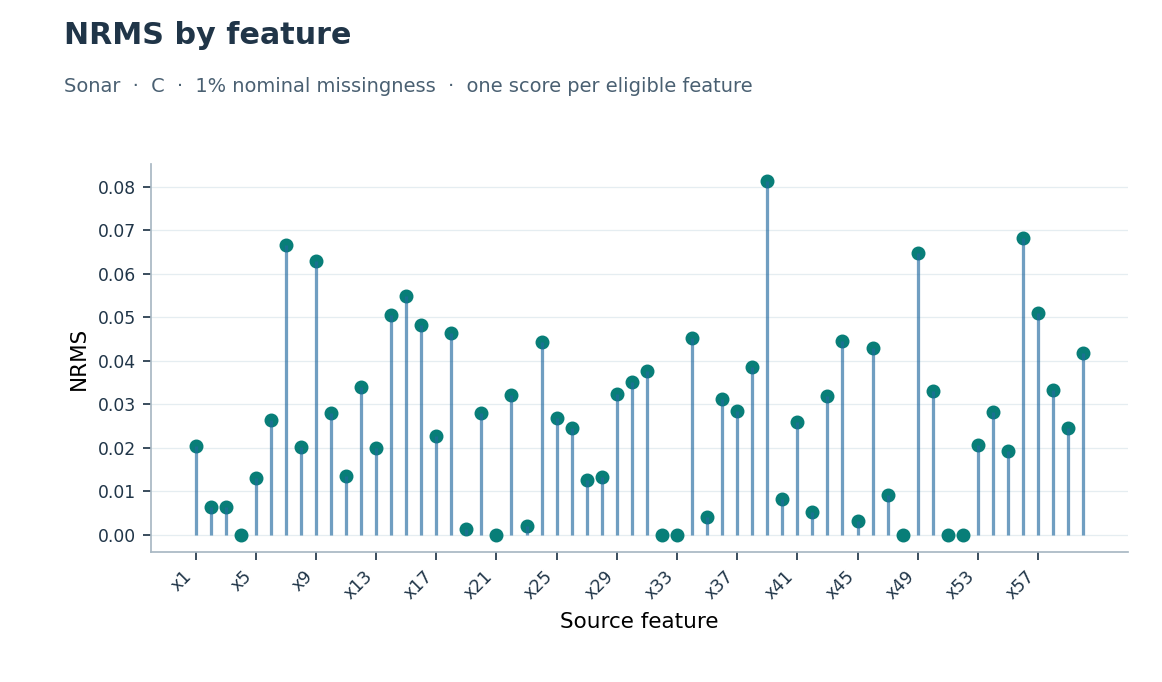 NRMS by feature
Sonar · C · 1% nominal missingness · one score per eligible feature
0.08
0.07
0.06
0.05
0.04
0.03
0.02
0.01
0.00
NRMS
x1 x5 x9 x13 x17 x21 x25 x29 x33 x37 x41 x45 x49 x53 x57
Source feature